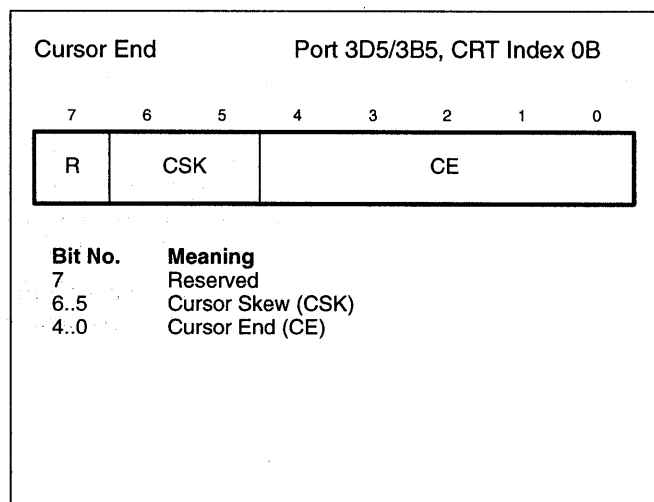 Cursor End Port 3D5/3B5, CRT Index 0B
7 6 5 4 3 2 1 0
R CSK CE
Bit No. Meaning
7 Reserved
6..5 Cursor Skew (CSK)
4..0 Cursor End (CE)